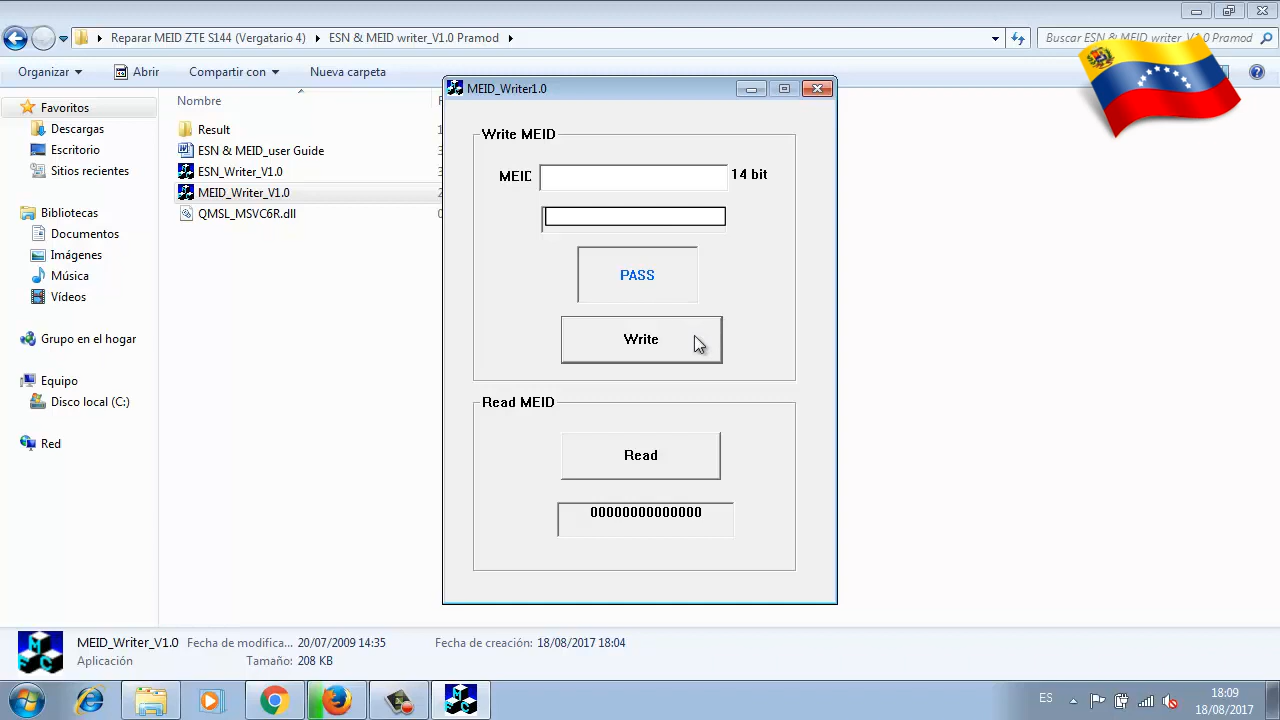 Reparar MEID ZTE S144 (Vergatario 4) ESN & MEID writer_V1.0 Pramod
Buscar ESN & MEID writer_V1.0 Pramod
Organizar Abrir Compartir con Nueva carpeta
Favoritos
Descargas
Escritorio
Sitios recientes
Bibliotecas
Documentos
Imágenes
Música
Vídeos
Grupo en el hogar
Equipo
Disco local (C:)
Red
Nombre
Result
ESN & MEID_user Guide
ESN_Writer_V1.0
MEID_Writer_V1.0
QMSL_MSVC6R.dll
MEID_Writer1.0
Write MEID
MEID 14 bit
PASS
Write
Read MEID
Read
00000000000000
MEID_Writer_V1.0 Fecha de modifica... 20/07/2009 14:35 Fecha de creación: 18/08/2017 18:04
Aplicación Tamaño: 208 KB
ES 18:09
18/08/2017